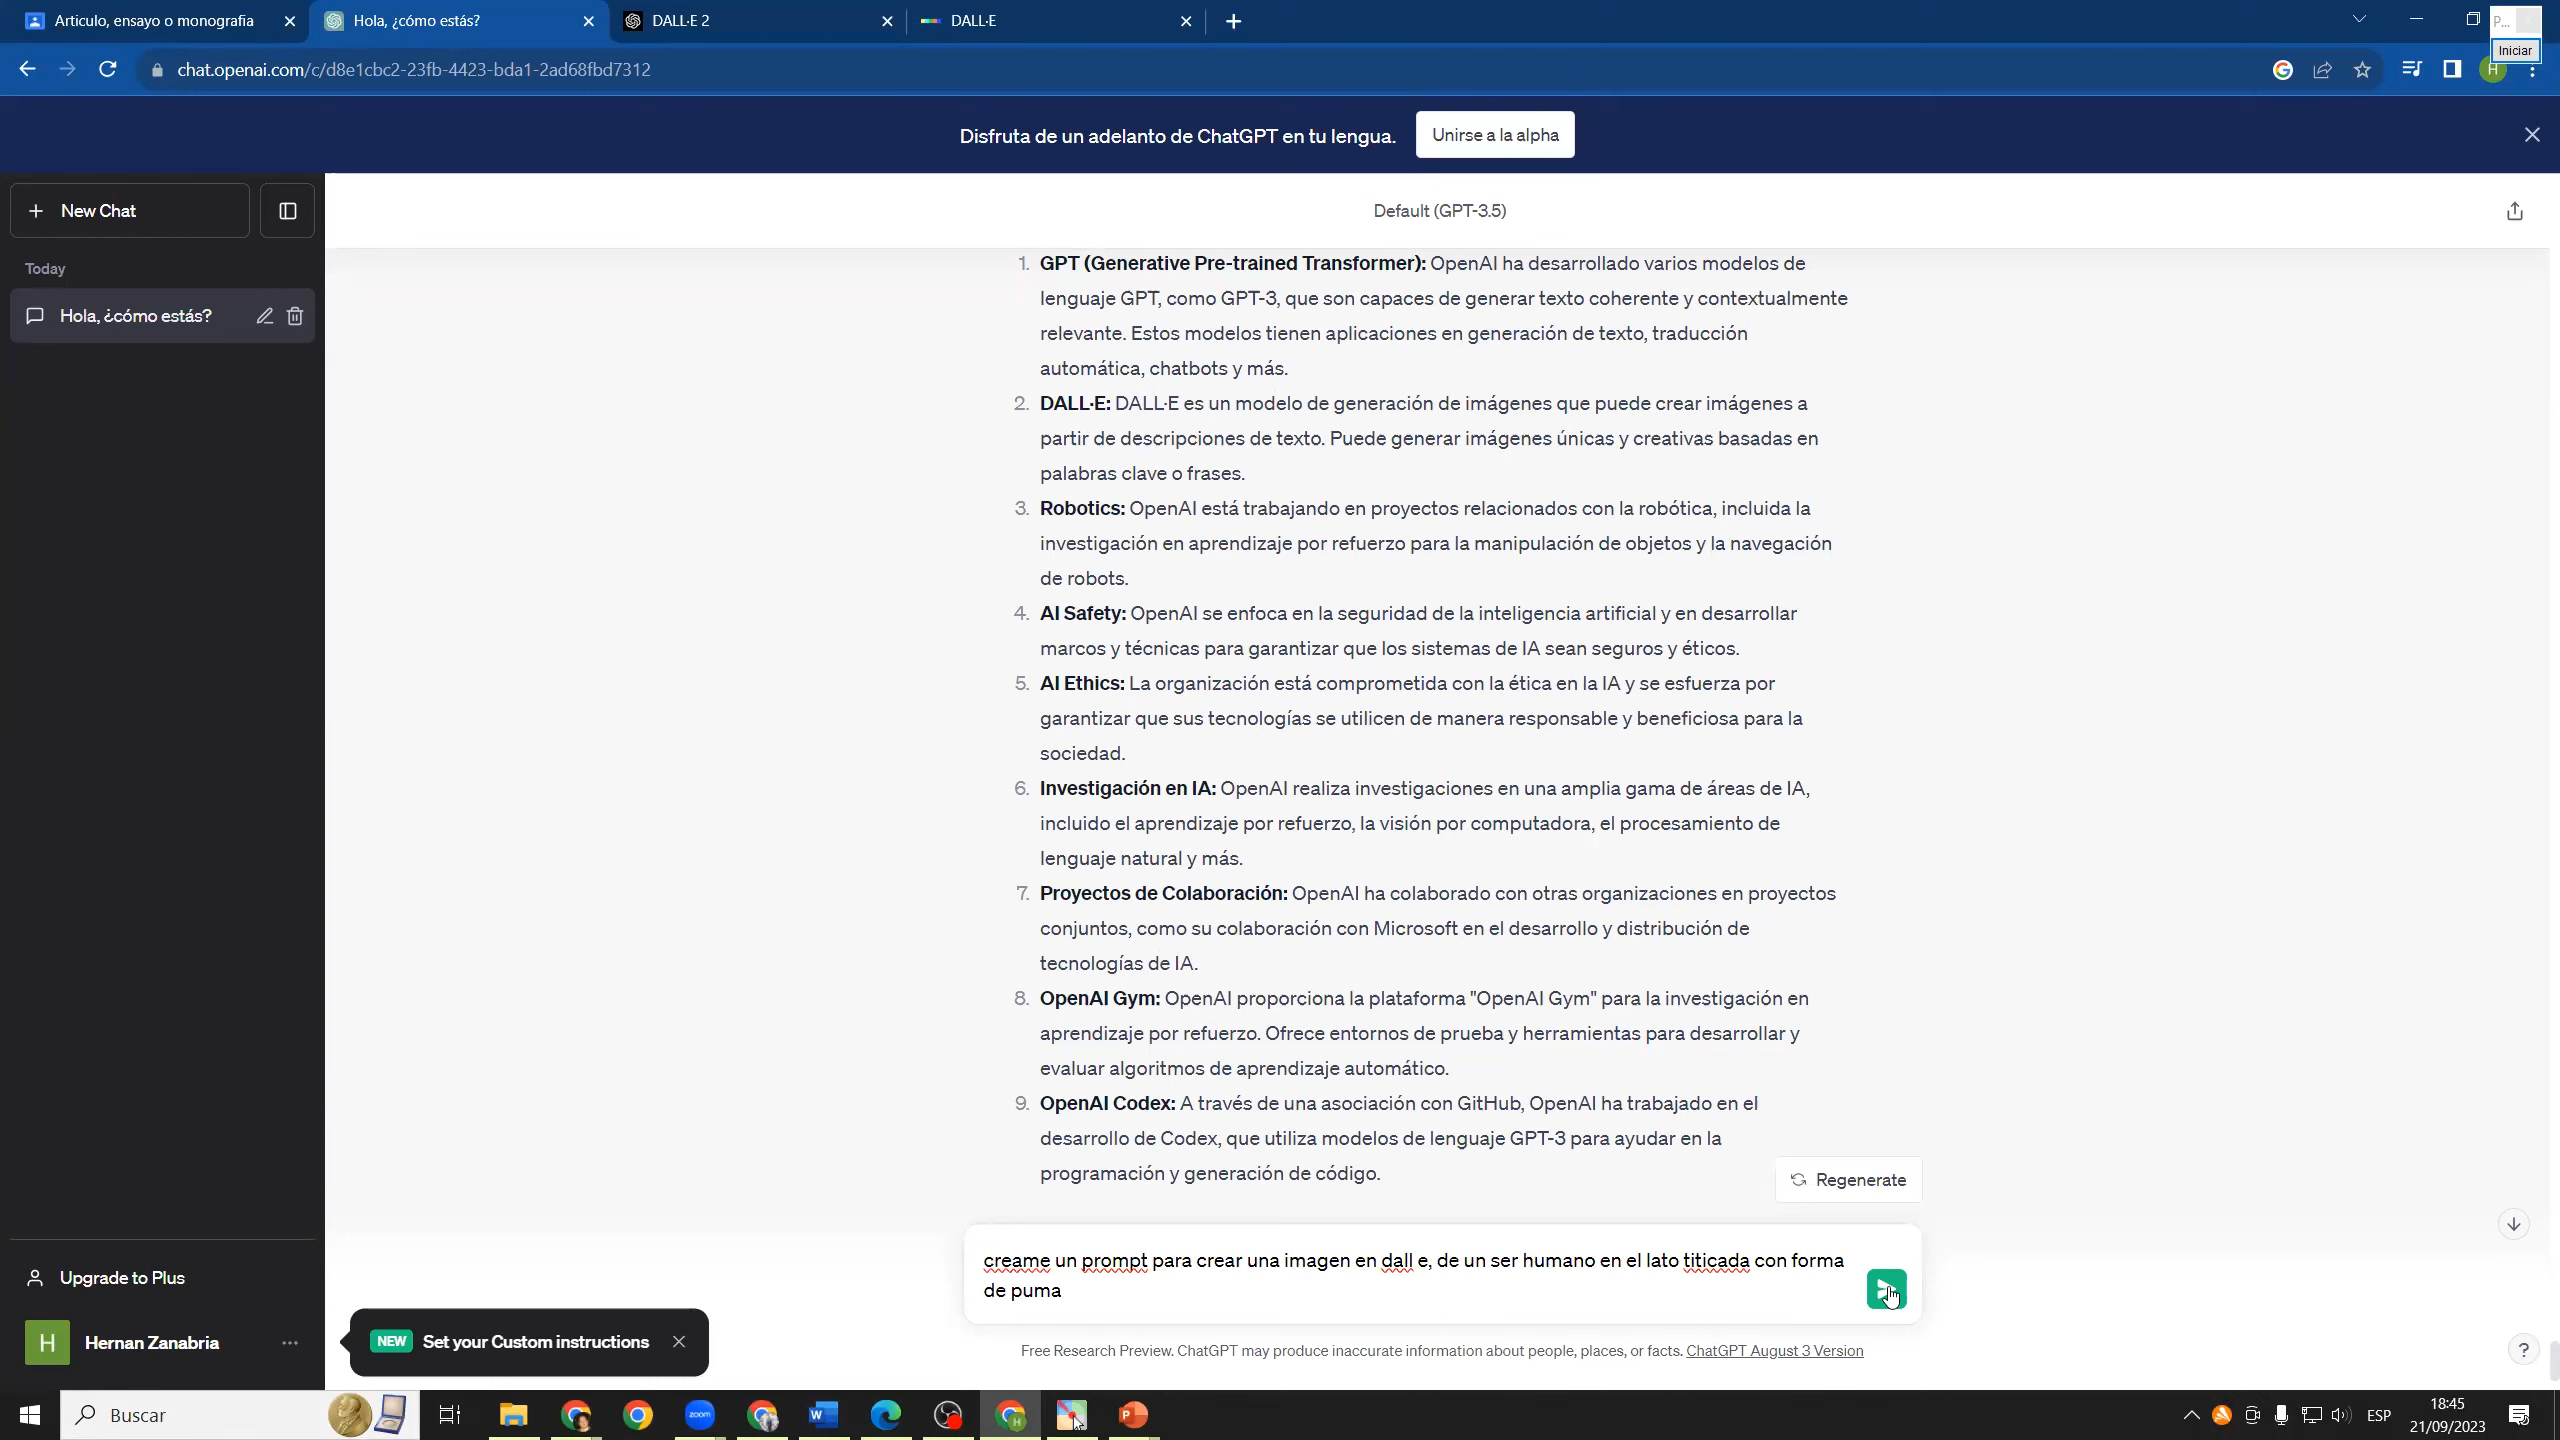 Articulo, ensayo o monografia
Hola, ¿cómo estás?
DALL·E 2
DALL·E
P...
Iniciar
chat.openai.com/c/d8e1cbc2-23fb-4423-bda1-2ad68fbd7312
H
Disfruta de un adelanto de ChatGPT en tu lengua.
Unirse a la alpha
New Chat
Default (GPT-3.5)
Today
Hola, ¿cómo estás?
1. GPT (Generative Pre-trained Transformer): OpenAI ha desarrollado varios modelos de
lenguaje GPT, como GPT-3, que son capaces de generar texto coherente y contextualmente
relevante. Estos modelos tienen aplicaciones en generación de texto, traducción
automática, chatbots y más.
2. DALL·E: DALL·E es un modelo de generación de imágenes que puede crear imágenes a
partir de descripciones de texto. Puede generar imágenes únicas y creativas basadas en
palabras clave o frases.
3. Robotics: OpenAI está trabajando en proyectos relacionados con la robótica, incluida la
investigación en aprendizaje por refuerzo para la manipulación de objetos y la navegación
de robots.
4. AI Safety: OpenAI se enfoca en la seguridad de la inteligencia artificial y en desarrollar
marcos y técnicas para garantizar que los sistemas de IA sean seguros y éticos.
5. AI Ethics: La organización está comprometida con la ética en la IA y se esfuerza por
garantizar que sus tecnologías se utilicen de manera responsable y beneficiosa para la
sociedad.
6. Investigación en IA: OpenAI realiza investigaciones en una amplia gama de áreas de IA,
incluido el aprendizaje por refuerzo, la visión por computadora, el procesamiento de
lenguaje natural y más.
7. Proyectos de Colaboración: OpenAI ha colaborado con otras organizaciones en proyectos
conjuntos, como su colaboración con Microsoft en el desarrollo y distribución de
tecnologías de IA.
8. OpenAI Gym: OpenAI proporciona la plataforma "OpenAI Gym" para la investigación en
aprendizaje por refuerzo. Ofrece entornos de prueba y herramientas para desarrollar y
evaluar algoritmos de aprendizaje automático.
9. OpenAI Codex: A través de una asociación con GitHub, OpenAI ha trabajado en el
desarrollo de Codex, que utiliza modelos de lenguaje GPT-3 para ayudar en la
programación y generación de código.
Regenerate
creame un prompt para crear una imagen en dall e, de un ser humano en el lato titicada con forma
de puma
Upgrade to Plus
H Hernan Zanabria
NEW Set your Custom instructions
Free Research Preview. ChatGPT may produce inaccurate information about people, places, or facts. ChatGPT August 3 Version
?
Buscar
zoom
W
H
P
ESP
18:45
21/09/2023